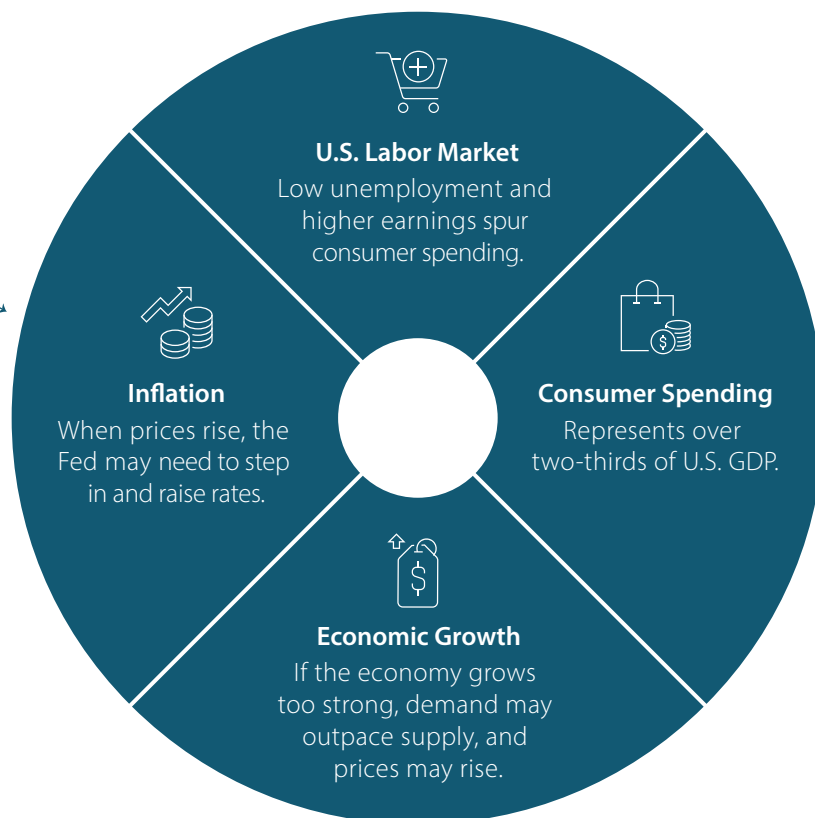 U.S. Labor Market
Low unemployment and
higher earnings spur
consumer spending.
Inflation
When prices rise, the
Fed may need to step
in and raise rates.
Consumer Spending
Represents over
two-thirds of U.S. GDP.
$
$
Economic Growth
If the economy grows
too strong, demand may
outpace supply, and
prices may rise.